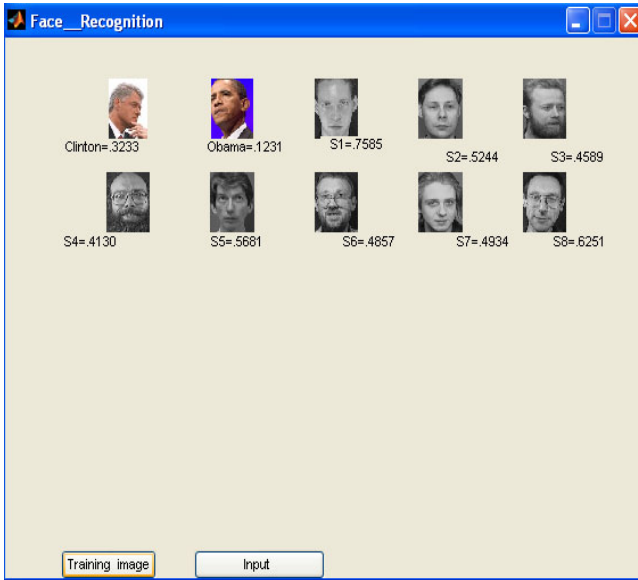 Face__Recognition
Clinton=.3233 Obama=.1231 S1=.7585 S2=.5244 S3=.4589
S4=.4130 S5=.5681 S6=.4857 S7=.4934 S8=.6251
Training image Input